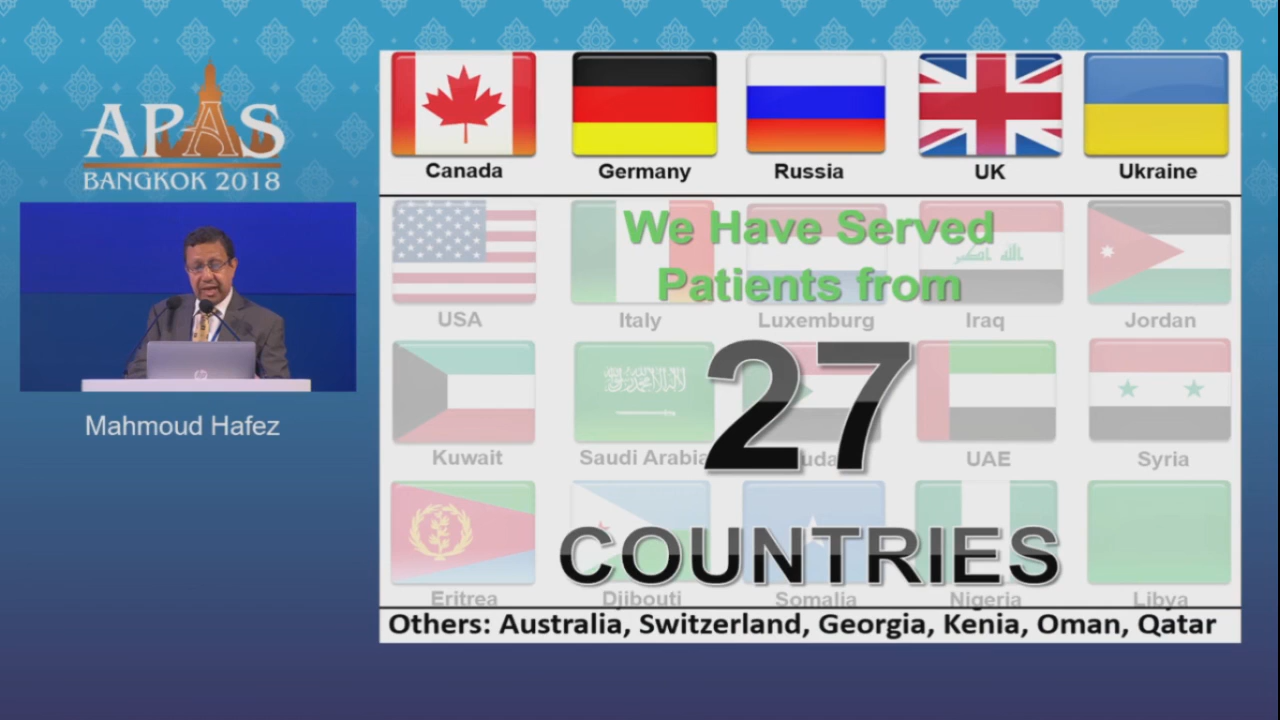 APAS
BANGKOK 2018
Mahmoud Hafez
Canada Germany Russia UK Ukraine
We Have Served
Patients from
USA Italy Luxemburg Iraq Jordan
27
Kuwait Saudi Arabia UAE Syria
COUNTRIES
Eritrea Djibouti Somalia Nigeria Libya
Others: Australia, Switzerland, Georgia, Kenia, Oman, Qatar